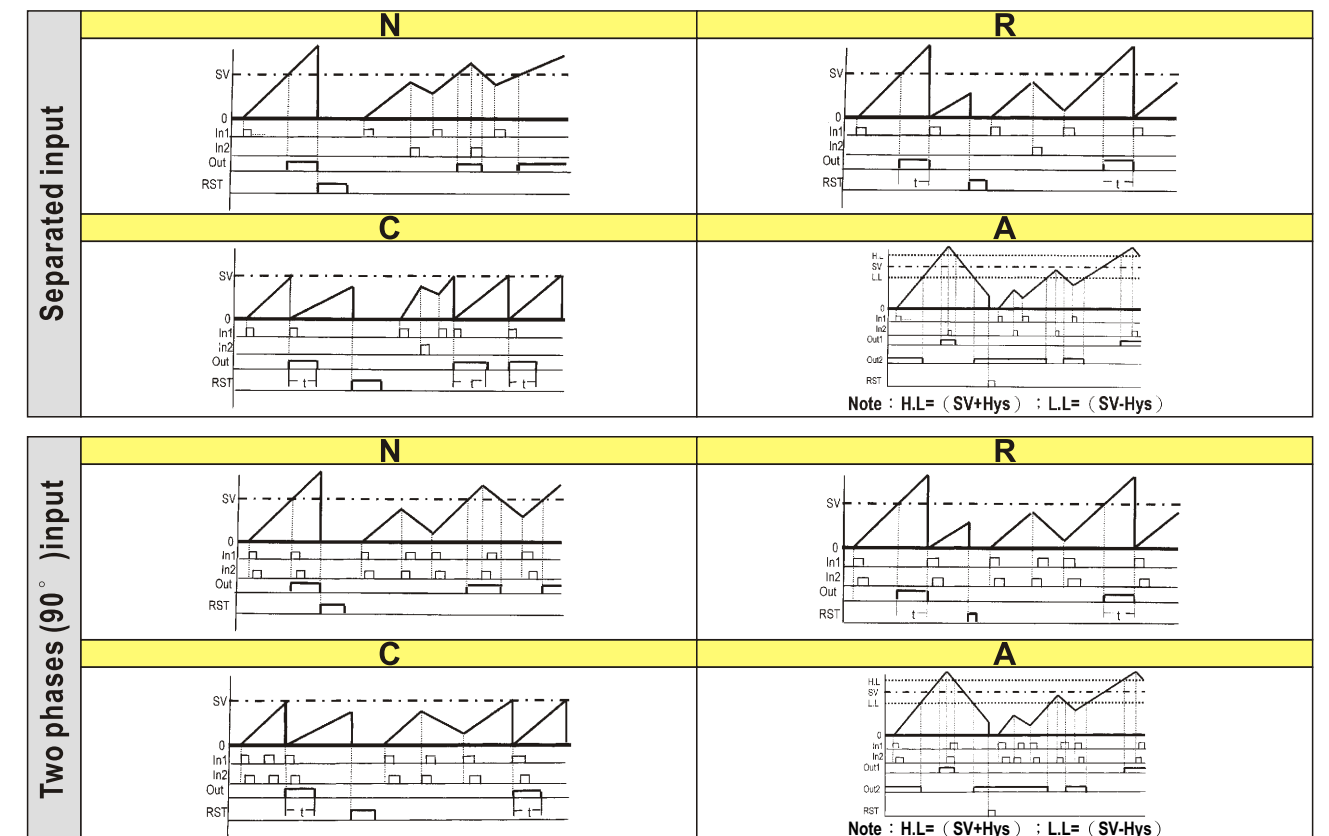 Separated input
N
SV
0
In1
In2
Out
RST
R
SV
0
In1
In2
Out
RST
t
t
C
SV
0
In1
In2
Out
RST
t
t
t
A
H.L
SV
L.L
0
In1
In2
Out1
Out2
RST
Note : H.L= (SV+Hys) ; L.L= (SV-Hys)
Two phases (90° )input
N
SV
0
In1
In2
Out
RST
R
SV
0
In1
In2
Out
RST
t
t
C
SV
0
In1
In2
Out
RST
t
t
A
H.L
SV
L.L
0
In1
In2
Out1
Out2
RST
Note : H.L= (SV+Hys) ; L.L= (SV-Hys)